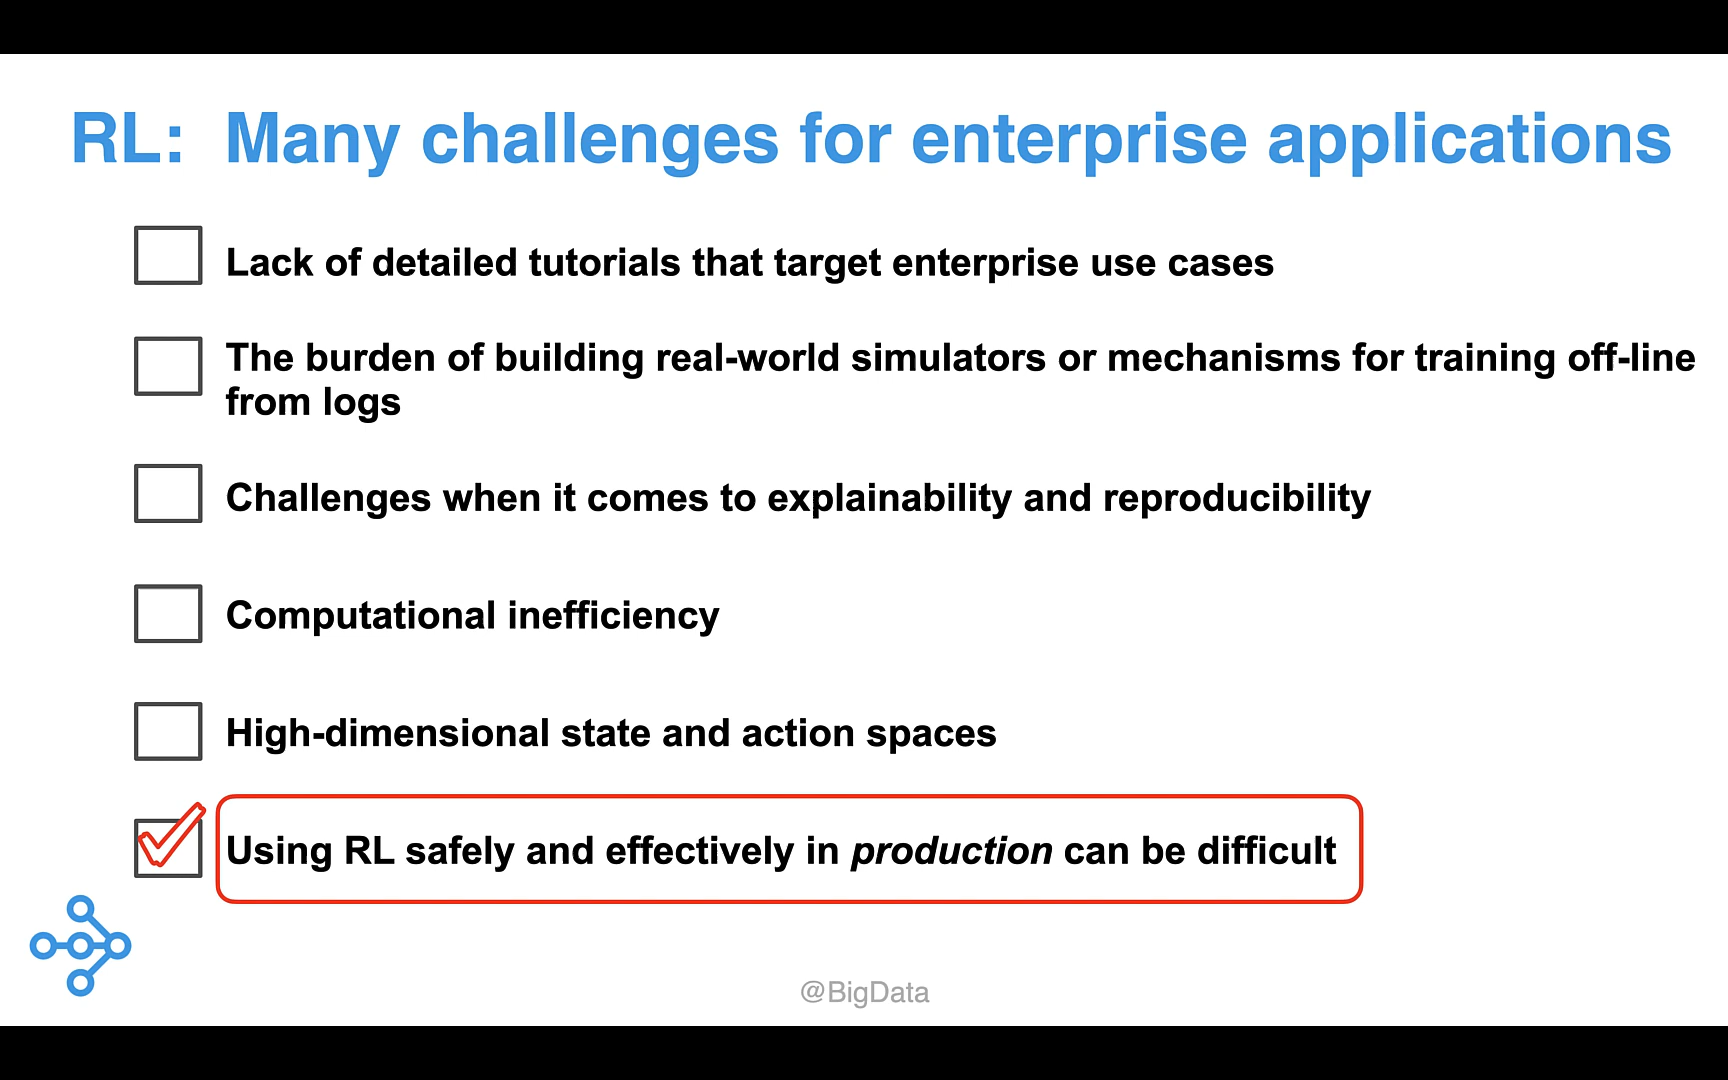 RL: Many challenges for enterprise applications
Lack of detailed tutorials that target enterprise use cases
The burden of building real-world simulators or mechanisms for training off-line
from logs
Challenges when it comes to explainability and reproducibility
Computational inefficiency
High-dimensional state and action spaces
Using RL safely and effectively in production can be difficult
@BigData